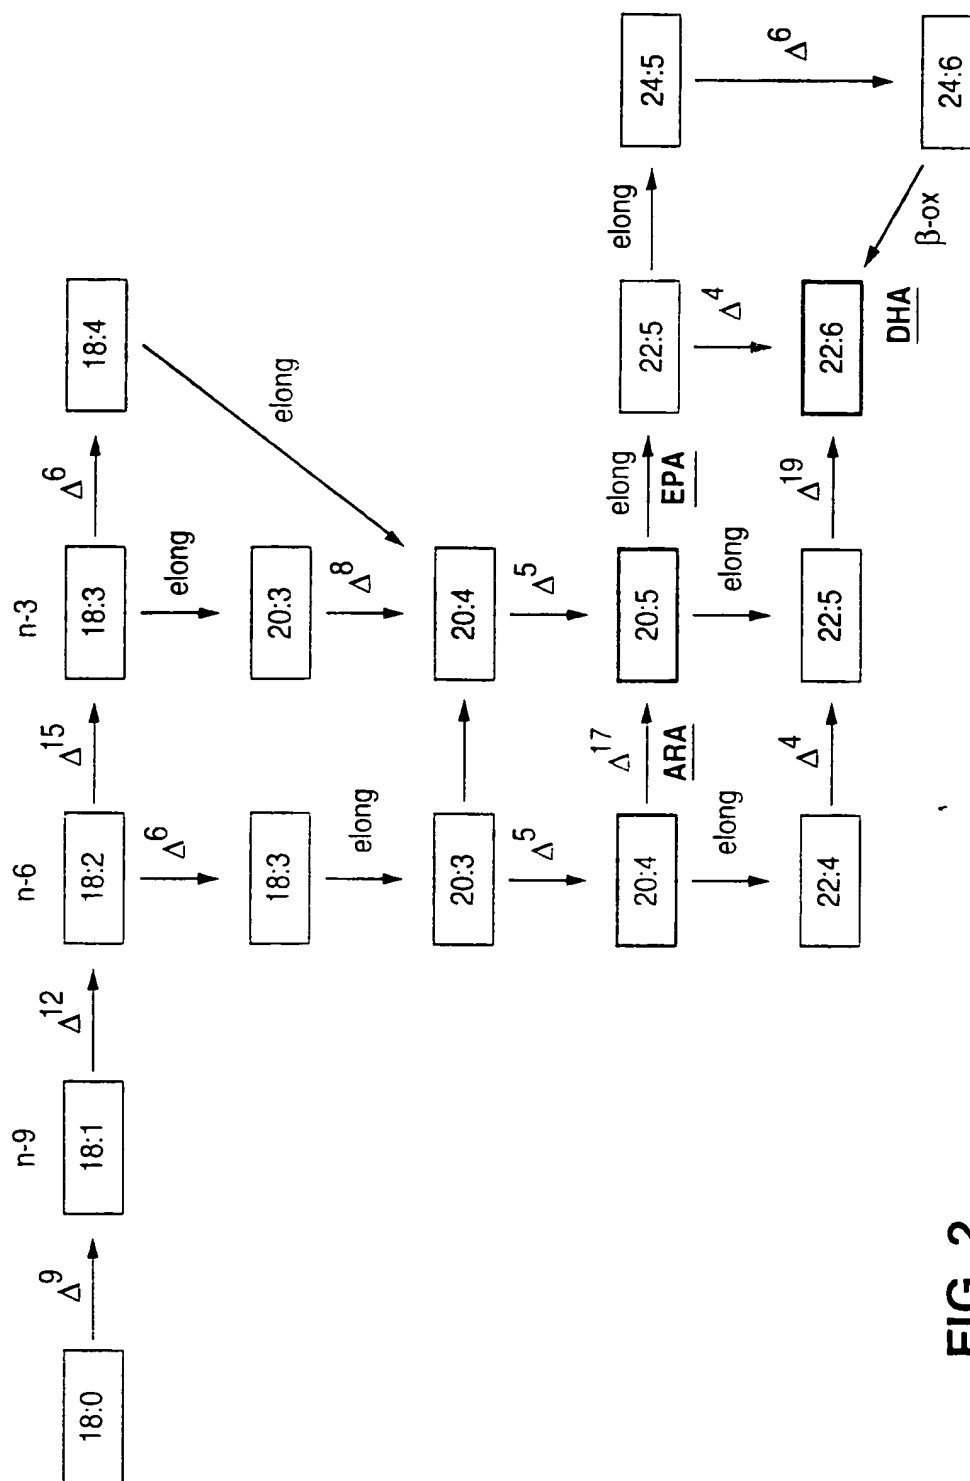 n-9 n-6 n-3
Δ9 Δ12 Δ15 Δ6
18:0 18:1 18:2 18:3 18:4
Δ6 elong
18:3 20:3
elong
elong Δ8
20:3 20:4
Δ5 Δ5
Δ17 elong elong
20:4 20:5 22:5 24:5
ARA EPA
elong elong Δ4
Δ6
Δ4 Δ19
22:4 22:5 22:6
DHA
β-ox
24:6
FIG. 2